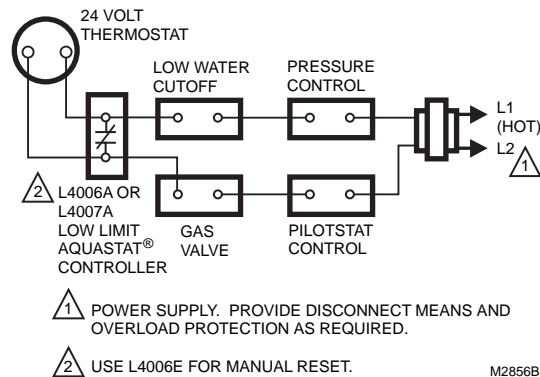 24 VOLT
THERMOSTAT
LOW WATER
CUTOFF
PRESSURE
CONTROL
L1
(HOT)
L2
1
2
L4006A OR
L4007A
LOW LIMIT
AQUASTAT®
CONTROLLER
GAS
VALVE
PILOTSTAT
CONTROL
1 POWER SUPPLY. PROVIDE DISCONNECT MEANS AND
OVERLOAD PROTECTION AS REQUIRED.
2 USE L4006E FOR MANUAL RESET.
M2856B